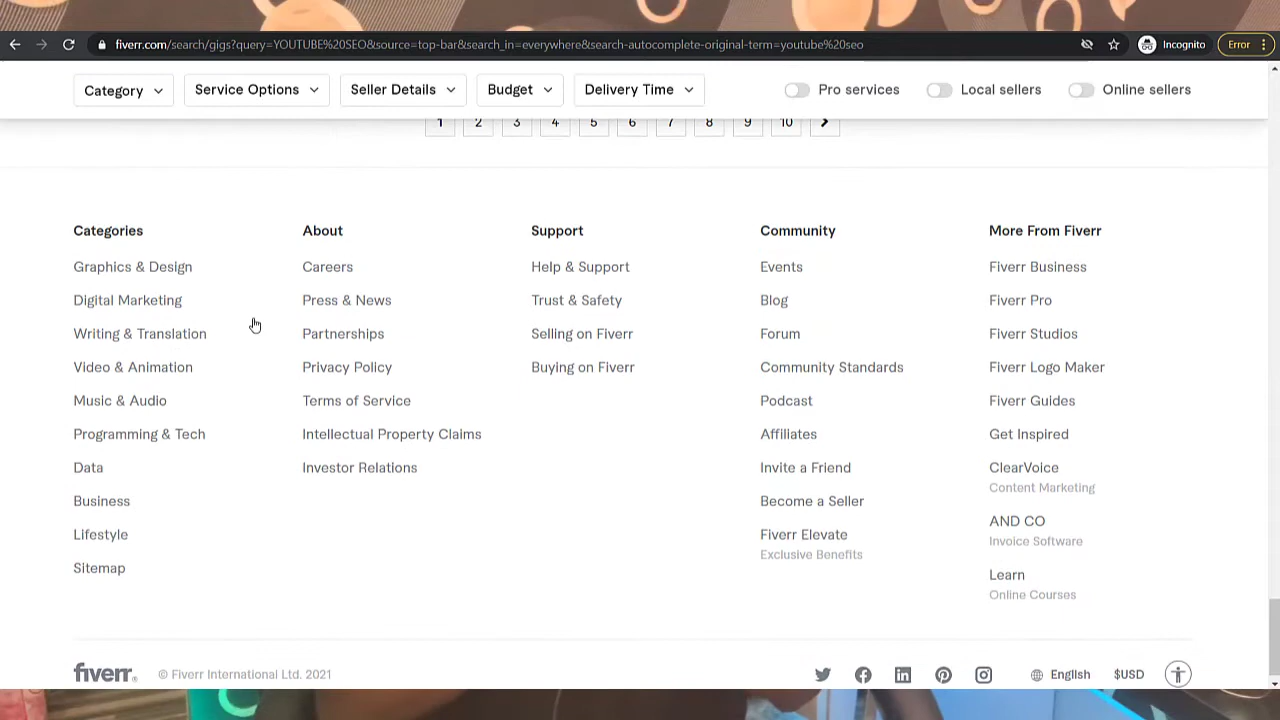 fiverr.com/search/gigs?query=YOUTUBE%20SEO&source=top-bar&search_in=everywhere&search-autocomplete-original-term=youtube%20seo
Incognito
Error
Category
Service Options
Seller Details
Budget
Delivery Time
Pro services
Local sellers
Online sellers
1 2 3 4 5 6 7 8 9 10
Categories
Graphics & Design
Digital Marketing
Writing & Translation
Video & Animation
Music & Audio
Programming & Tech
Data
Business
Lifestyle
Sitemap
About
Careers
Press & News
Partnerships
Privacy Policy
Terms of Service
Intellectual Property Claims
Investor Relations
Support
Help & Support
Trust & Safety
Selling on Fiverr
Buying on Fiverr
Community
Events
Blog
Forum
Community Standards
Podcast
Affiliates
Invite a Friend
Become a Seller
Fiverr Elevate
Exclusive Benefits
More From Fiverr
Fiverr Business
Fiverr Pro
Fiverr Studios
Fiverr Logo Maker
Fiverr Guides
Get Inspired
ClearVoice
Content Marketing
AND CO
Invoice Software
Learn
Online Courses
fiverr.
© Fiverr International Ltd. 2021
English
$USD